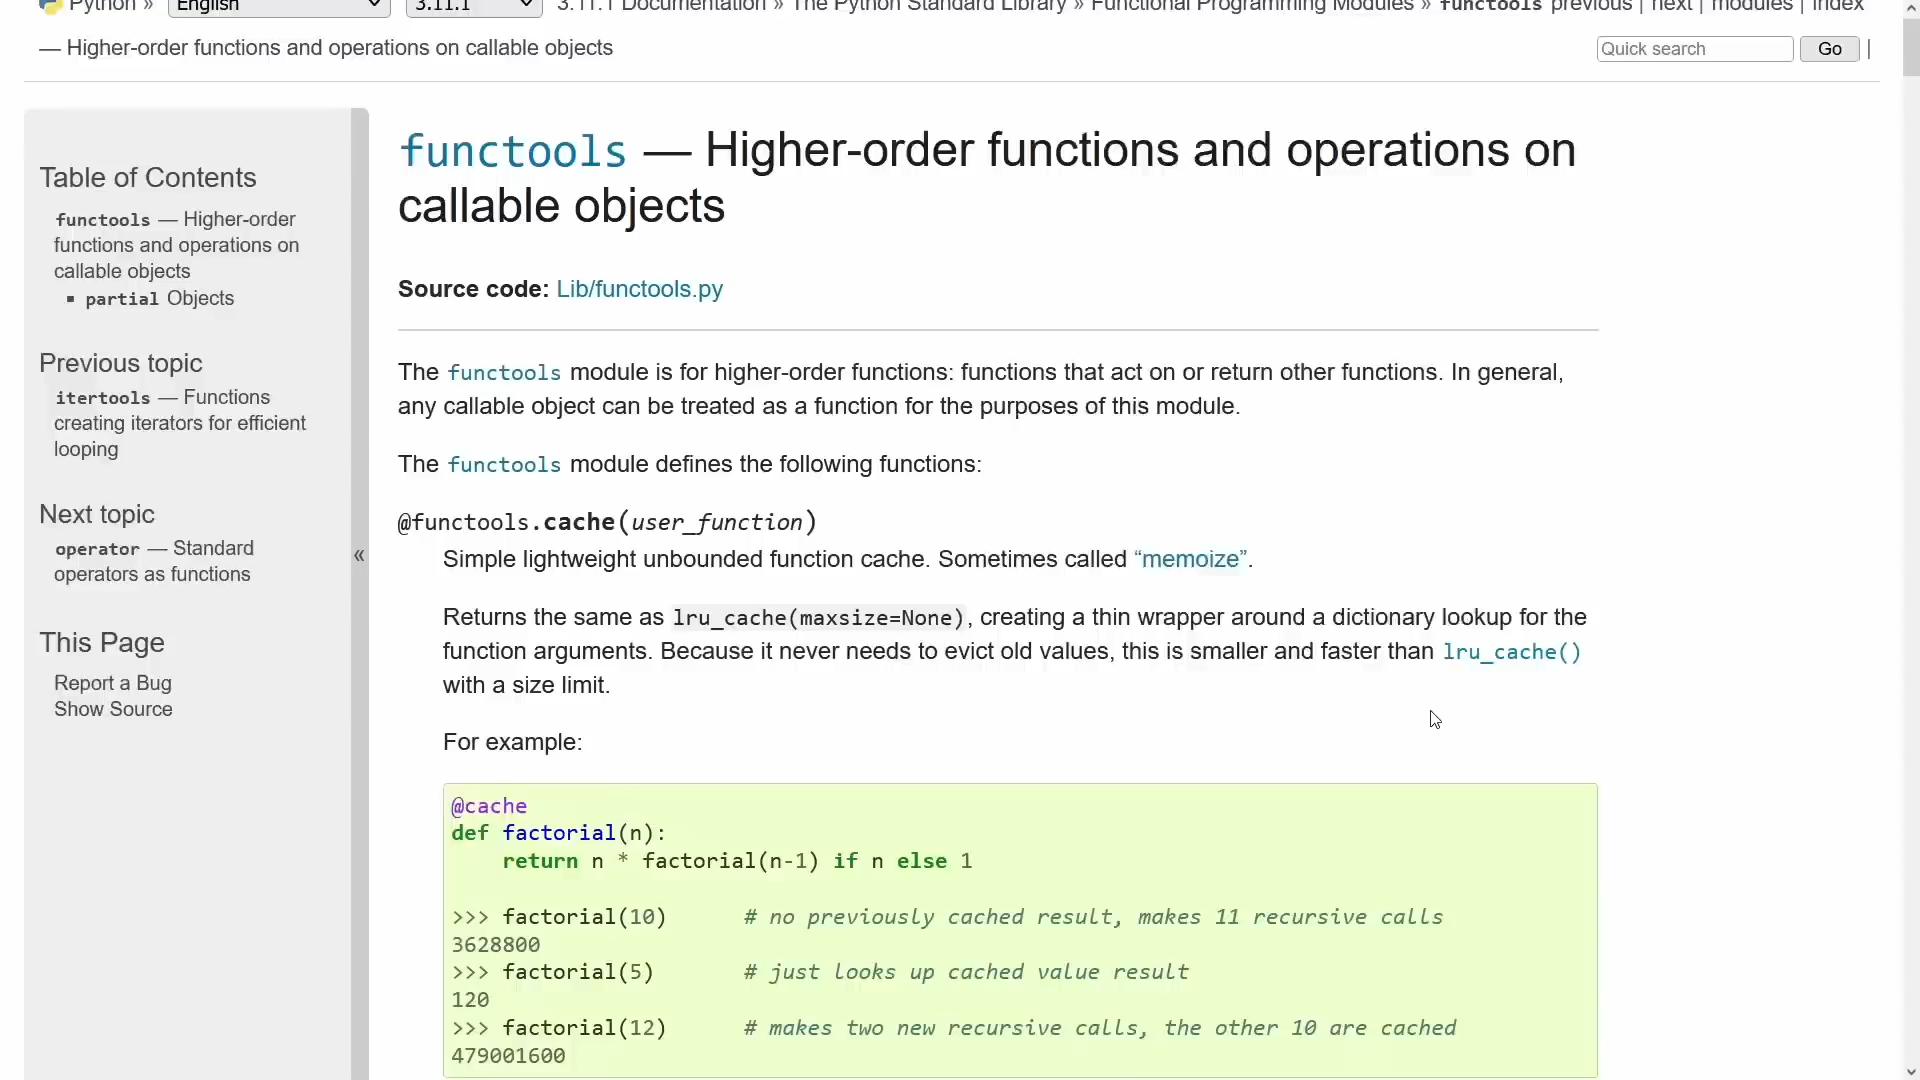 Python » English 3.11.1 3.11.1 Documentation » The Python Standard Library » Functional Programming Modules » functools previous | next | modules | index
— Higher-order functions and operations on callable objects
Quick search Go |
Table of Contents
functools — Higher-order
functions and operations on
callable objects
▪ partial Objects
Previous topic
itertools — Functions
creating iterators for efficient
looping
Next topic
operator — Standard
operators as functions
This Page
Report a Bug
Show Source
«
functools — Higher-order functions and operations on
callable objects
Source code: Lib/functools.py
The functools module is for higher-order functions: functions that act on or return other functions. In general,
any callable object can be treated as a function for the purposes of this module.
The functools module defines the following functions:
@functools.cache(user_function)
Simple lightweight unbounded function cache. Sometimes called “memoize”.
Returns the same as lru_cache(maxsize=None), creating a thin wrapper around a dictionary lookup for the
function arguments. Because it never needs to evict old values, this is smaller and faster than lru_cache()
with a size limit.
For example:
@cache
def factorial(n):
    return n * factorial(n-1) if n else 1
>>> factorial(10)      # no previously cached result, makes 11 recursive calls
3628800
>>> factorial(5)       # just looks up cached value result
120
>>> factorial(12)      # makes two new recursive calls, the other 10 are cached
479001600